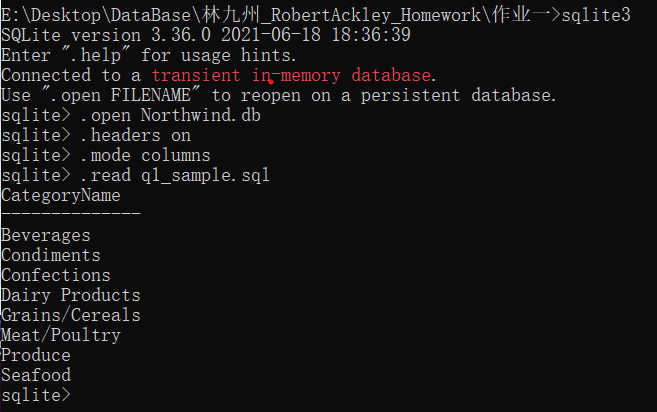 E:\Desktop\DataBase\林九州_RobertAckley_Homework\作业一>sqlite3
SQLite version 3.36.0 2021-06-18 18:36:39
Enter ".help" for usage hints.
Connected to a transient in-memory database.
Use ".open FILENAME" to reopen on a persistent database.
sqlite> .open Northwind.db
sqlite> .headers on
sqlite> .mode columns
sqlite> .read q1_sample.sql
CategoryName
--------------
Beverages
Condiments
Confections
Dairy Products
Grains/Cereals
Meat/Poultry
Produce
Seafood
sqlite>